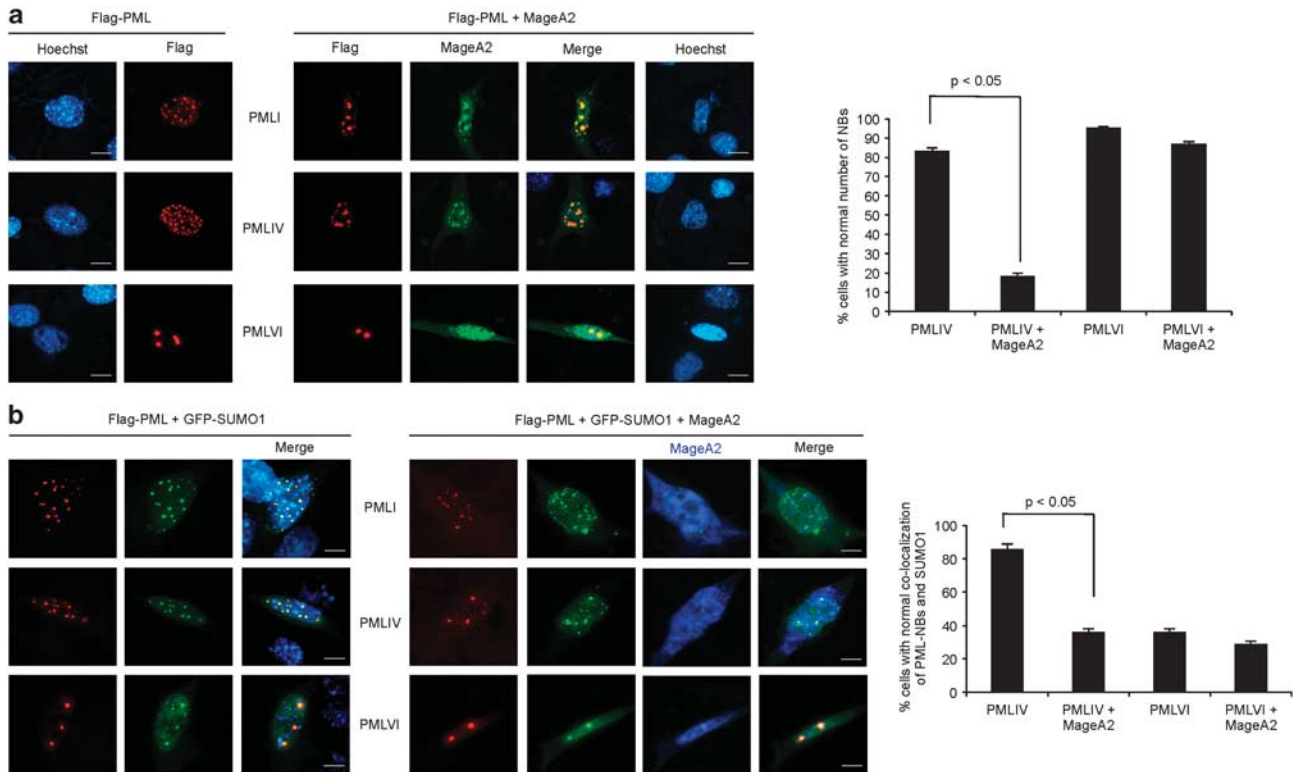 a
Flag-PML
Flag-PML + MageA2
Hoechst
Flag
Flag
MageA2
Merge
Hoechst
PMLI
PMLIV
PMLVI
p < 0.05
% cells with normal number of NBs
100
90
80
70
60
50
40
30
20
10
0
PMLIV
PMLIV +
MageA2
PMLVI
PMLVI +
MageA2
b
Flag-PML + GFP-SUMO1
Flag-PML + GFP-SUMO1 + MageA2
Merge
MageA2
Merge
PMLI
PMLIV
PMLVI
p < 0.05
% cells with normal co-localization
of PML-NBs and SUMO1
100
80
60
40
20
0
PMLIV
PMLIV +
MageA2
PMLVI
PMLVI +
MageA2